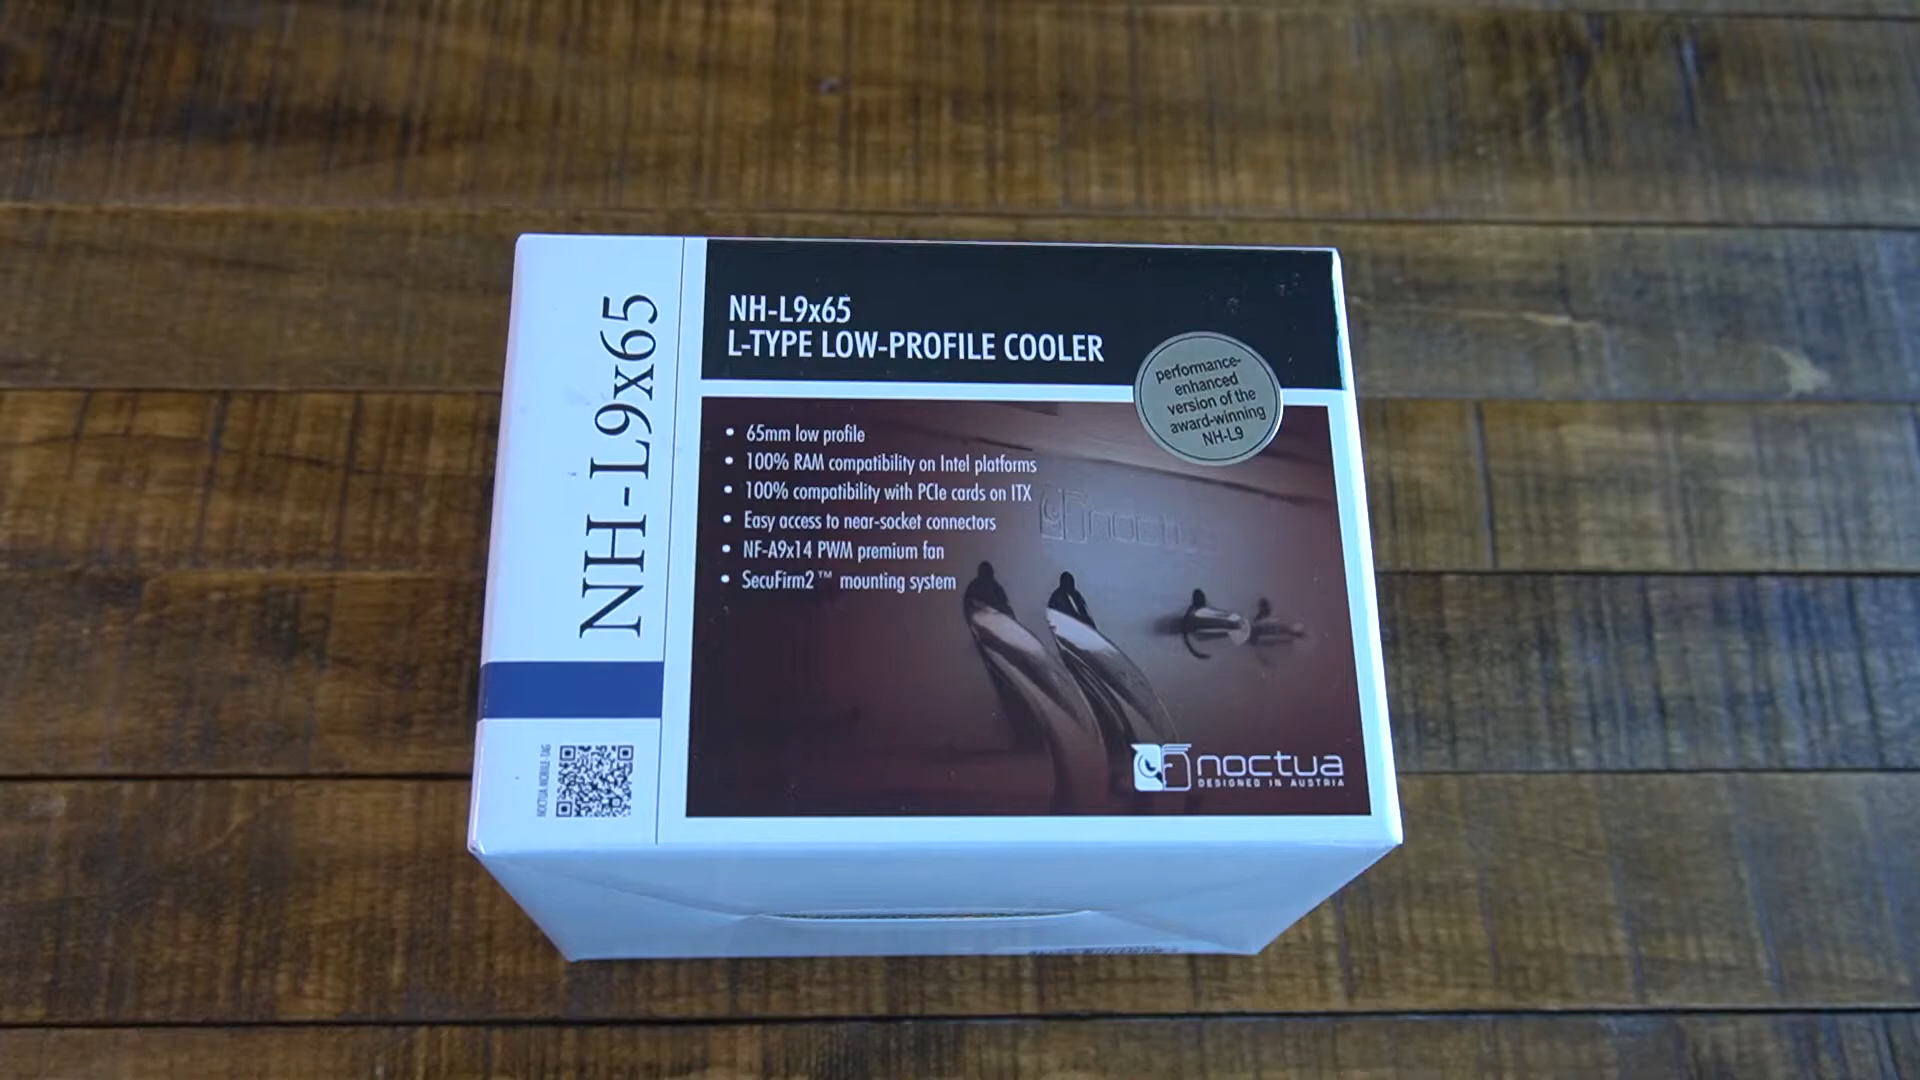 NH-L9x65
NH-L9x65
L-TYPE LOW-PROFILE COOLER
performance-
enhanced
version of the
award-winning
NH-L9
• 65mm low profile
• 100% RAM compatibility on Intel platforms
• 100% compatibility with PCIe cards on ITX
• Easy access to near-socket connectors
• NF-A9x14 PWM premium fan
• SecuFirm2™ mounting system
noctua
noctua
DESIGNED IN AUSTRIA
NOCTUA MOBILE-TAG